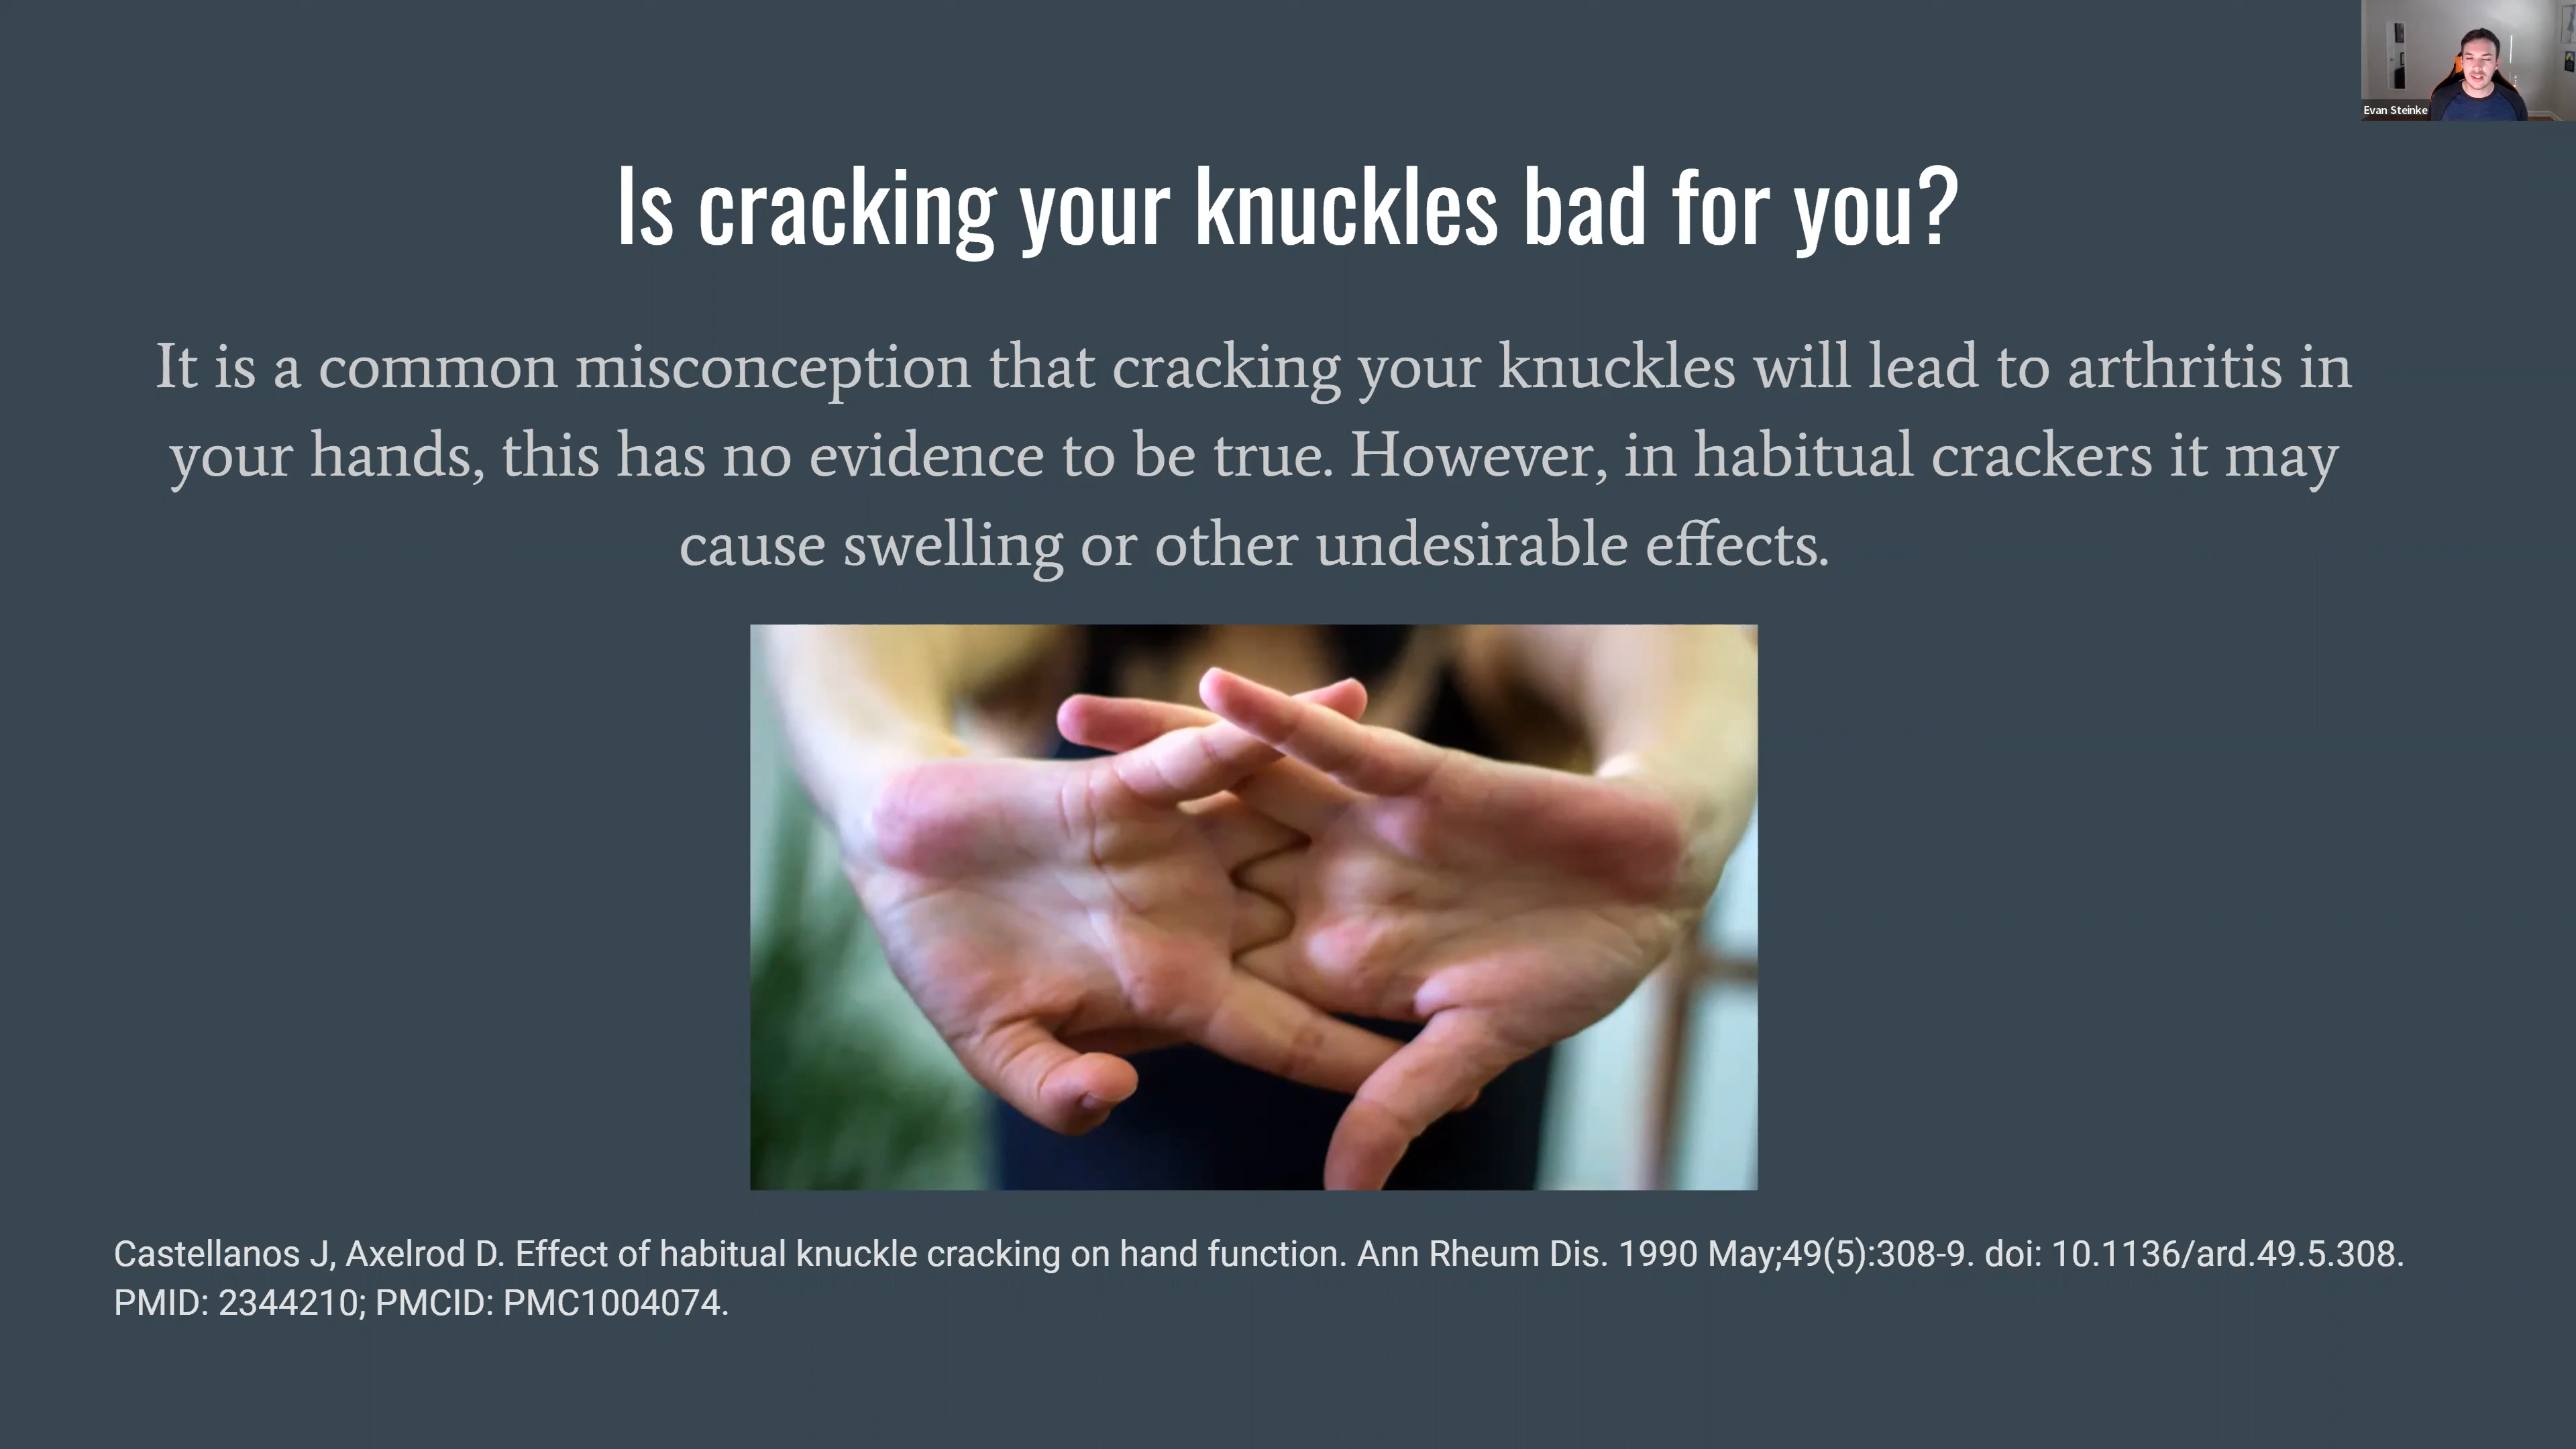 Evan Steinke
Is cracking your knuckles bad for you?
It is a common misconception that cracking your knuckles will lead to arthritis in
your hands, this has no evidence to be true. However, in habitual crackers it may
cause swelling or other undesirable effects.
Castellanos J, Axelrod D. Effect of habitual knuckle cracking on hand function. Ann Rheum Dis. 1990 May;49(5):308-9. doi: 10.1136/ard.49.5.308.
PMID: 2344210; PMCID: PMC1004074.